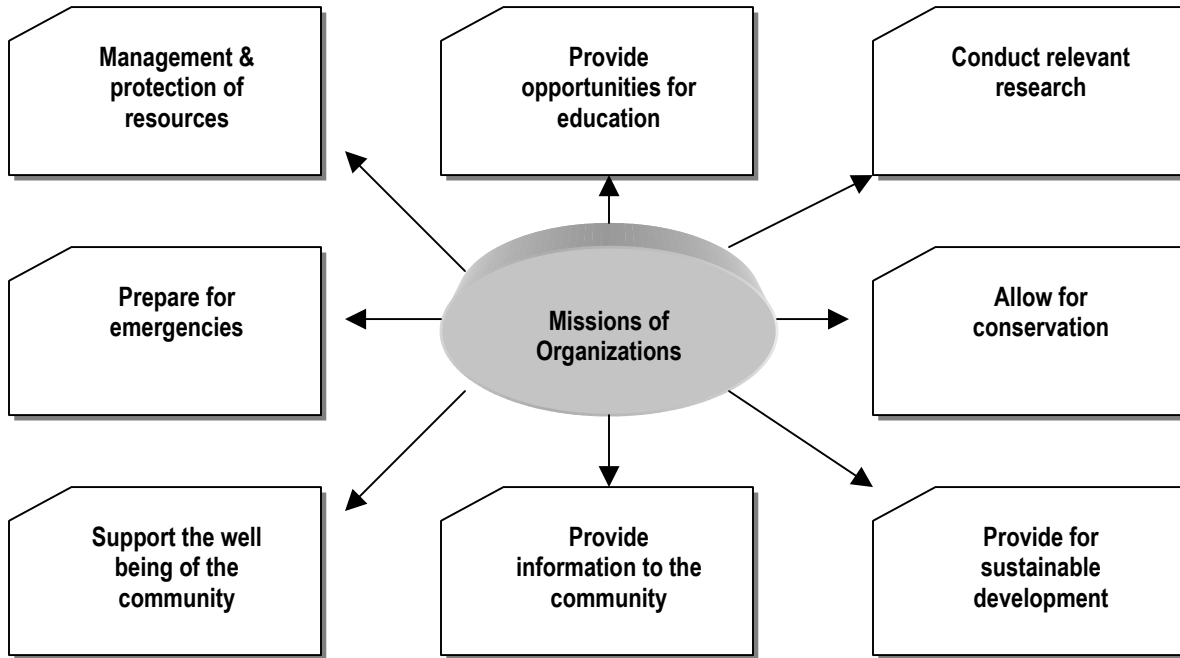 Management &
protection of
resources
Provide
opportunities for
education
Conduct relevant
research
Prepare for
emergencies
Missions of
Organizations
Allow for
conservation
Support the well
being of the
community
Provide
information to the
community
Provide for
sustainable
development